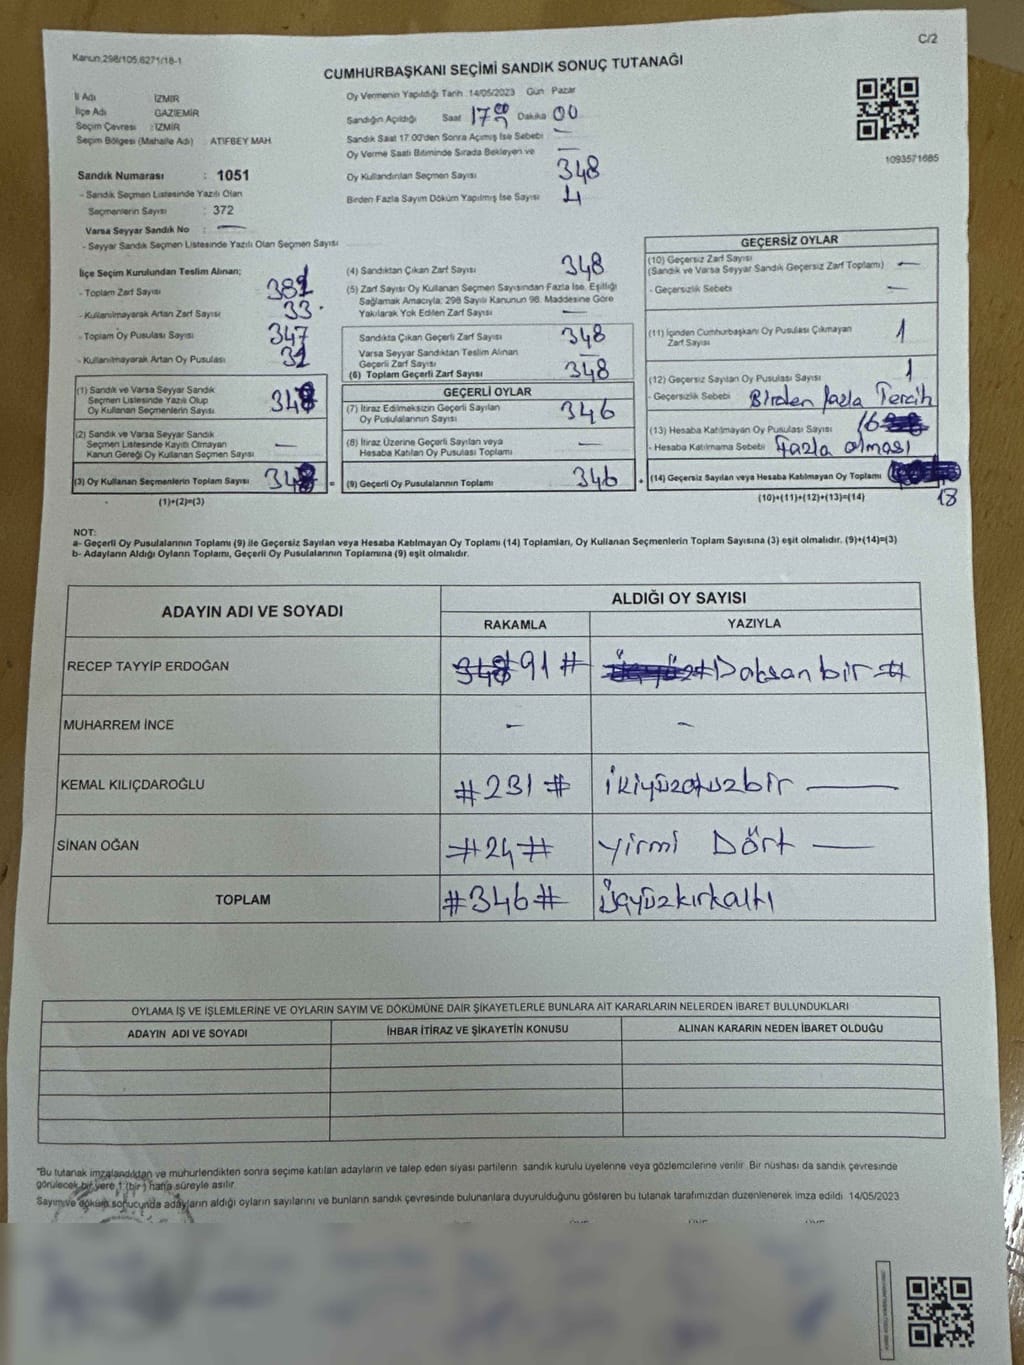 C/2
Kanun;298/105,6271/18-1
CUMHURBAŞKANI SEÇİMİ SANDIK SONUÇ TUTANAĞI
İl Adı İZMİR
İlçe Adı GAZİEMİR
Seçim Çevresi : İZMİR
Seçim Bölgesi (Mahalle Adı) : ATIFBEY MAH
Sandık Numarası : 1051
- Sandık Seçmen Listesinde Yazılı Olan
Seçmenlerin Sayısı : 372
Varsa Seyyar Sandık No : —
- Seyyar Sandık Seçmen Listesinde Yazılı Olan Seçmen Sayısı
Oy Vermenin Yapıldığı Tarih :14/05/2023 Gün Pazar
Sandığın Açıldığı Saat 17 00 Dakika 00
Sandık Saat 17:00'den Sonra Açılmış İse Sebebi —
Oy Verme Saati Bitiminde Sırada Bekleyen ve —
Oy Kullandırılan Seçmen Sayısı 348
Birden Fazla Sayım Döküm Yapılmış İse Sayısı 4
1093571685
İlçe Seçim Kurulundan Teslim Alınan;
- Toplam Zarf Sayısı 381
- Kullanılmayarak Artan Zarf Sayısı 33
- Toplam Oy Pusulası Sayısı 347
- Kullanılmayarak Artan Oy Pusulası
(1) Sandık ve Varsa Seyyar Sandık
Seçmen Listesinde Yazılı Olup
Oy Kullanan Seçmenlerin Sayısı 348
(2) Sandık ve Varsa Seyyar Sandık
Seçmen Listesinde Kayıtlı Olmayan
Kanun Gereği Oy Kullanan Seçmen Sayısı —
(3) Oy Kullanan Seçmenlerin Toplam Sayısı 348
(1)+(2)=(3)
(4) Sandıktan Çıkan Zarf Sayısı 348
(5) Zarf Sayısı Oy Kullanan Seçmen Sayısından Fazla İse, Eşitliği
Sağlamak Amacıyla; 298 Sayılı Kanunun 98. Maddesine Göre
Yakılarak Yok Edilen Zarf Sayısı —
Sandıkta Çıkan Geçerli Zarf Sayısı 348
Varsa Seyyar Sandıktan Teslim Alınan
Geçerli Zarf Sayısı —
(6) Toplam Geçerli Zarf Sayısı 348
GEÇERLİ OYLAR
(7) İtiraz Edilmeksizin Geçerli Sayılan
Oy Pusulasının Sayısı 346
(8) İtiraz Üzerine Geçerli Sayılan veya
Hesaba Katılan Oy Pusulası Toplamı —
= (9) Geçerli Oy Pusulalarının Toplamı 346 +
GEÇERSİZ OYLAR
(10) Geçersiz Zarf Sayısı
(Sandık ve Varsa Seyyar Sandık Geçersiz Zarf Toplamı) —
- Geçersizlik Sebebi —
(11) İçinden Cumhurbaşkanı Oy Pusulası Çıkmayan
Zarf Sayısı 1
(12) Geçersiz Sayılan Oy Pusulası Sayısı 1
- Geçersizlik Sebebi Birden fazla Tercih
(13) Hesaba Katılmayan Oy Pusulası Sayısı 16
- Hesaba Katılmama Sebebi Fazla olması
(14) Geçersiz Sayılan veya Hesaba Katılmayan Oy Toplamı
(10)+(11)+(12)+(13)=(14) 18
NOT:
a- Geçerli Oy Pusulalarının Toplamı (9) ile Geçersiz Sayılan veya Hesaba Katılmayan Oy Toplamı (14) Toplamları, Oy Kullanan Seçmenlerin Toplam Sayısına (3) eşit olmalıdır. (9)+(14)=(3)
b- Adayların Aldığı Oyların Toplamı, Geçerli Oy Pusulalarının Toplamına (9) eşit olmalıdır.
ADAYIN ADI VE SOYADI ALDIĞI OY SAYISI
RAKAMLA YAZIYLA
RECEP TAYYİP ERDOĞAN 348 91 # # Doksan bir #
MUHARREM İNCE - -
KEMAL KILIÇDAROĞLU # 231 # ikiyüzotuzbir —
SİNAN OĞAN # 24 # yirmi Dört —
TOPLAM # 346 # üçyüzkırkaltı
OYLAMA İŞ VE İŞLEMLERİNE VE OYLARIN SAYIM VE DÖKÜMÜNE DAİR ŞİKAYETLERLE BUNLARA AİT KARARLARIN NELERDEN İBARET BULUNDUKLARI
ADAYIN ADI VE SOYADI İHBAR İTİRAZ VE ŞİKAYETİN KONUSU ALINAN KARARIN NEDEN İBARET OLDUĞU
*Bu tutanak imzalandıktan ve mühürlendikten sonra seçime katılan adayların ve talep eden siyasi partilerin sandık kurulu üyelerine veya gözlemcilerine verilir. Bir nüshası da sandık çevresinde
görülecek bir yere 1 (bir) hafta süreyle asılır.
Sayım ve döküm sonucunda adayların aldığı oyların sayılarını ve bunların sandık çevresinde bulunanlara duyurulduğunu gösteren bu tutanak tarafımızdan düzenlenerek imza edildi. 14/05/2023